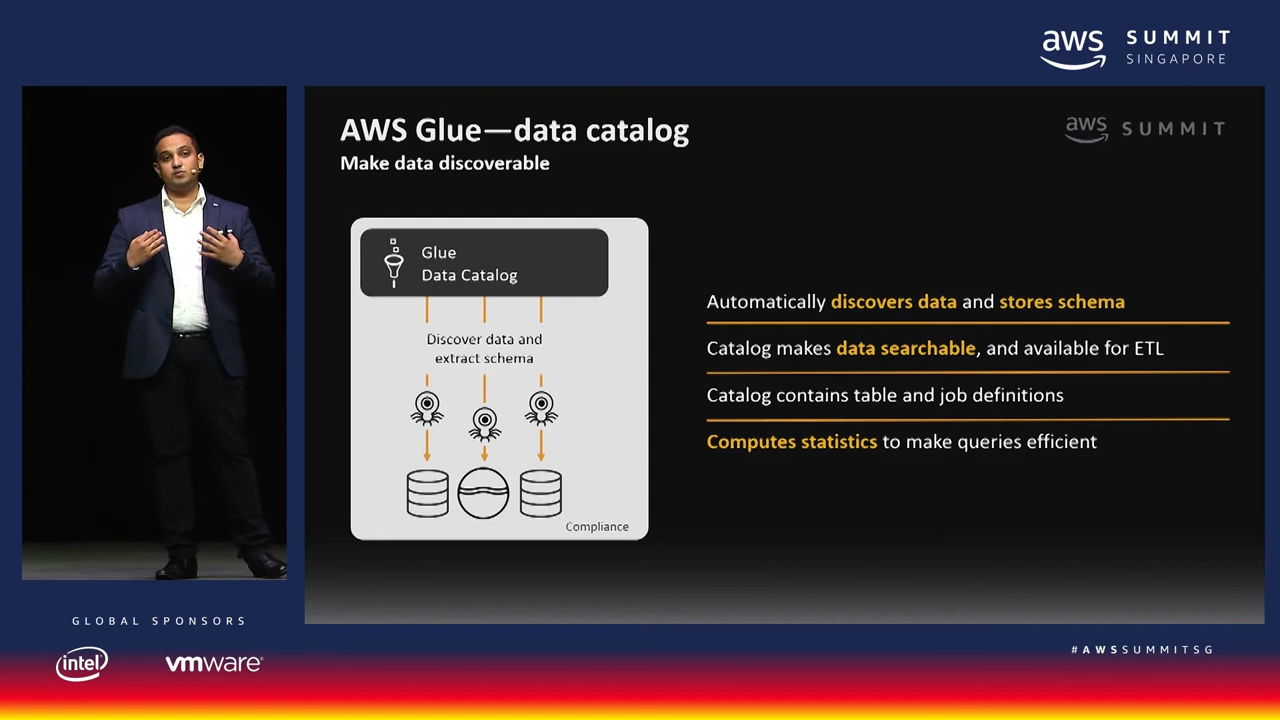 aws SUMMIT
SINGAPORE
AWS Glue—data catalog
Make data discoverable
aws SUMMIT
Glue
Data Catalog
Discover data and
extract schema
Compliance
Automatically discovers data and stores schema
Catalog makes data searchable, and available for ETL
Catalog contains table and job definitions
Computes statistics to make queries efficient
GLOBAL SPONSORS
intel
vmware
#AWSSUMMITSG